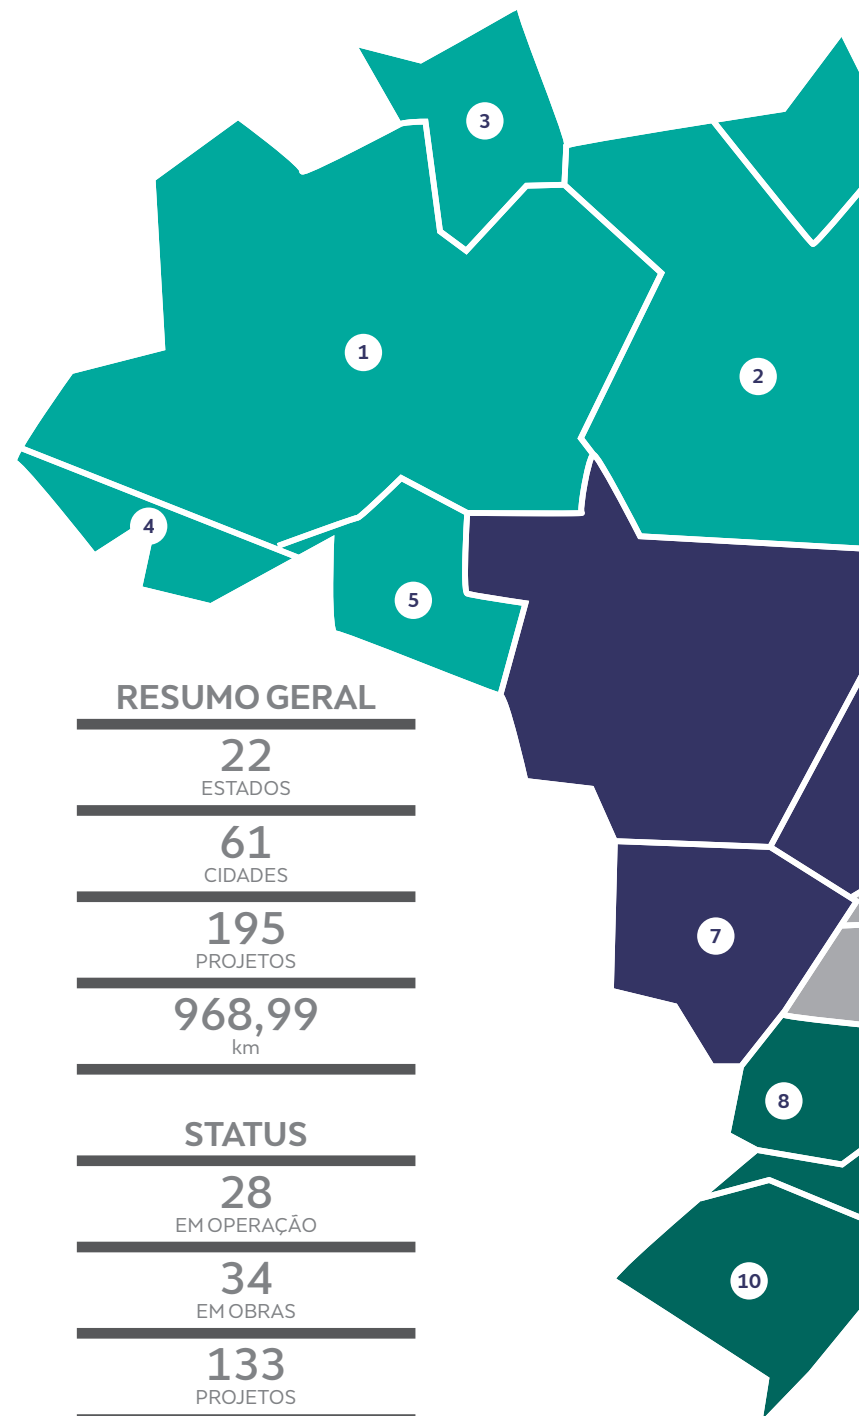 3
1
2
4
5
RESUMO GERAL
22
ESTADOS
61
CIDADES
195
PROJETOS
968,99
km
7
8
STATUS
28
EM OPERAÇÃO
34
EM OBRAS
10
133
PROJETOS